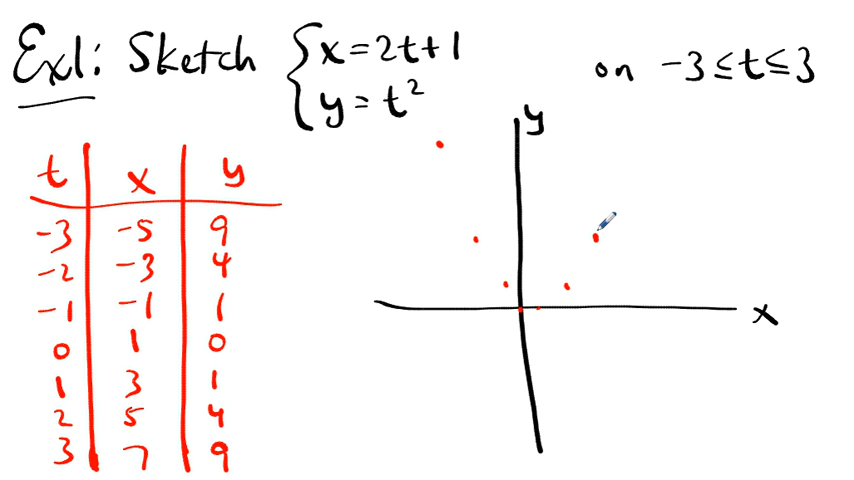 Ex1: Sketch { x=2t+1 on -3≤t≤3
y=t²
y
t x y
-3 -5 9
-2 -3 4
-1 -1 1
0 1 0
1 3 1
2 5 4
3 7 9
x